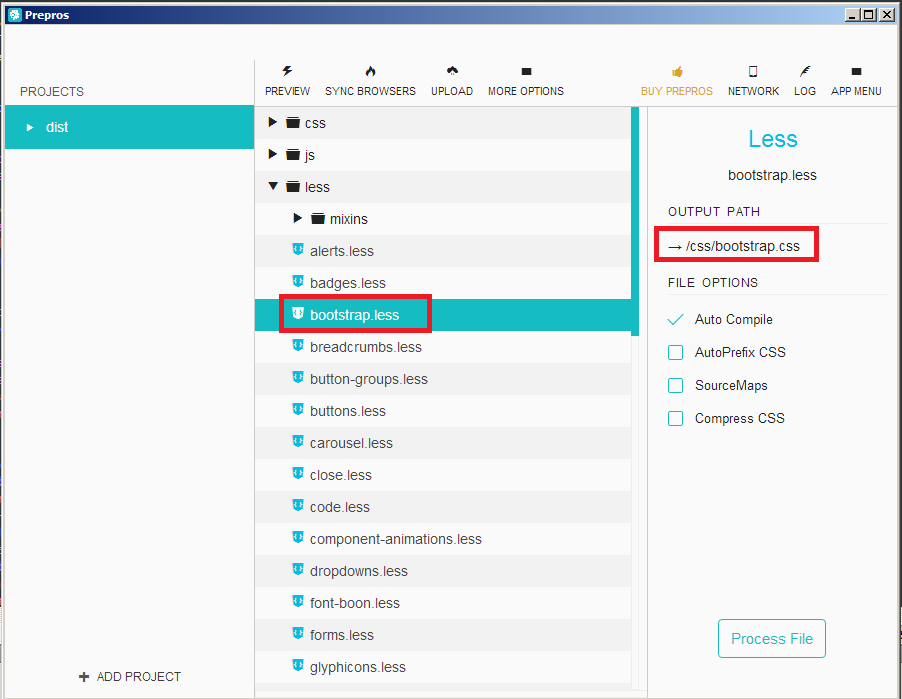 Prepros
PROJECTS
PREVIEW SYNC BROWSERS UPLOAD MORE OPTIONS BUY PREPROS NETWORK LOG APP MENU
dist
css
js
less
mixins
alerts.less
badges.less
bootstrap.less
breadcrumbs.less
button-groups.less
buttons.less
carousel.less
close.less
code.less
component-animations.less
dropdowns.less
font-boon.less
forms.less
glyphicons.less
Less
bootstrap.less
OUTPUT PATH
→ /css/bootstrap.css
FILE OPTIONS
Auto Compile
AutoPrefix CSS
SourceMaps
Compress CSS
Process File
+ ADD PROJECT